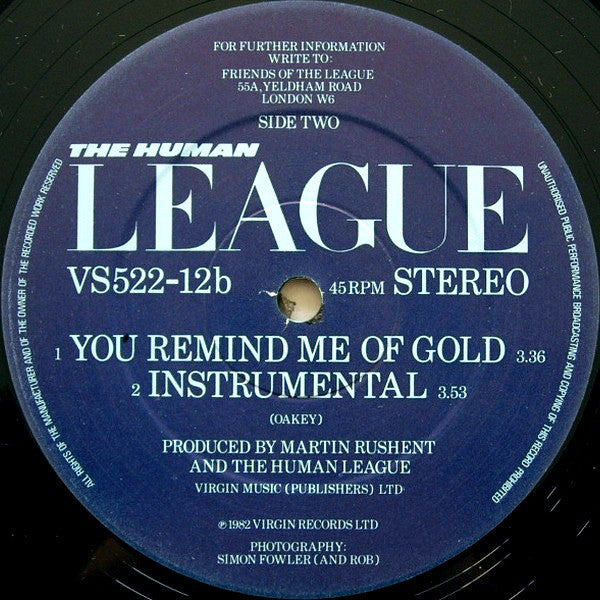 FOR FURTHER INFORMATION
WRITE TO:
FRIENDS OF THE LEAGUE
55A, YELDHAM ROAD
LONDON W6
SIDE TWO
THE HUMAN
LEAGUE
VS522-12b 45RPM STEREO
1 YOU REMIND ME OF GOLD 3.36
2 INSTRUMENTAL 3.53
(OAKEY)
PRODUCED BY MARTIN RUSHENT
AND THE HUMAN LEAGUE
VIRGIN MUSIC (PUBLISHERS) LTD
℗1982 VIRGIN RECORDS LTD
PHOTOGRAPHY:
SIMON FOWLER (AND ROB)
ALL RIGHTS OF THE MANUFACTURER AND OF THE OWNER OF THE RECORDED WORK RESERVED
UNAUTHORISED PUBLIC PERFORMANCE BROADCASTING AND COPYING OF THIS RECORD PROHIBITED